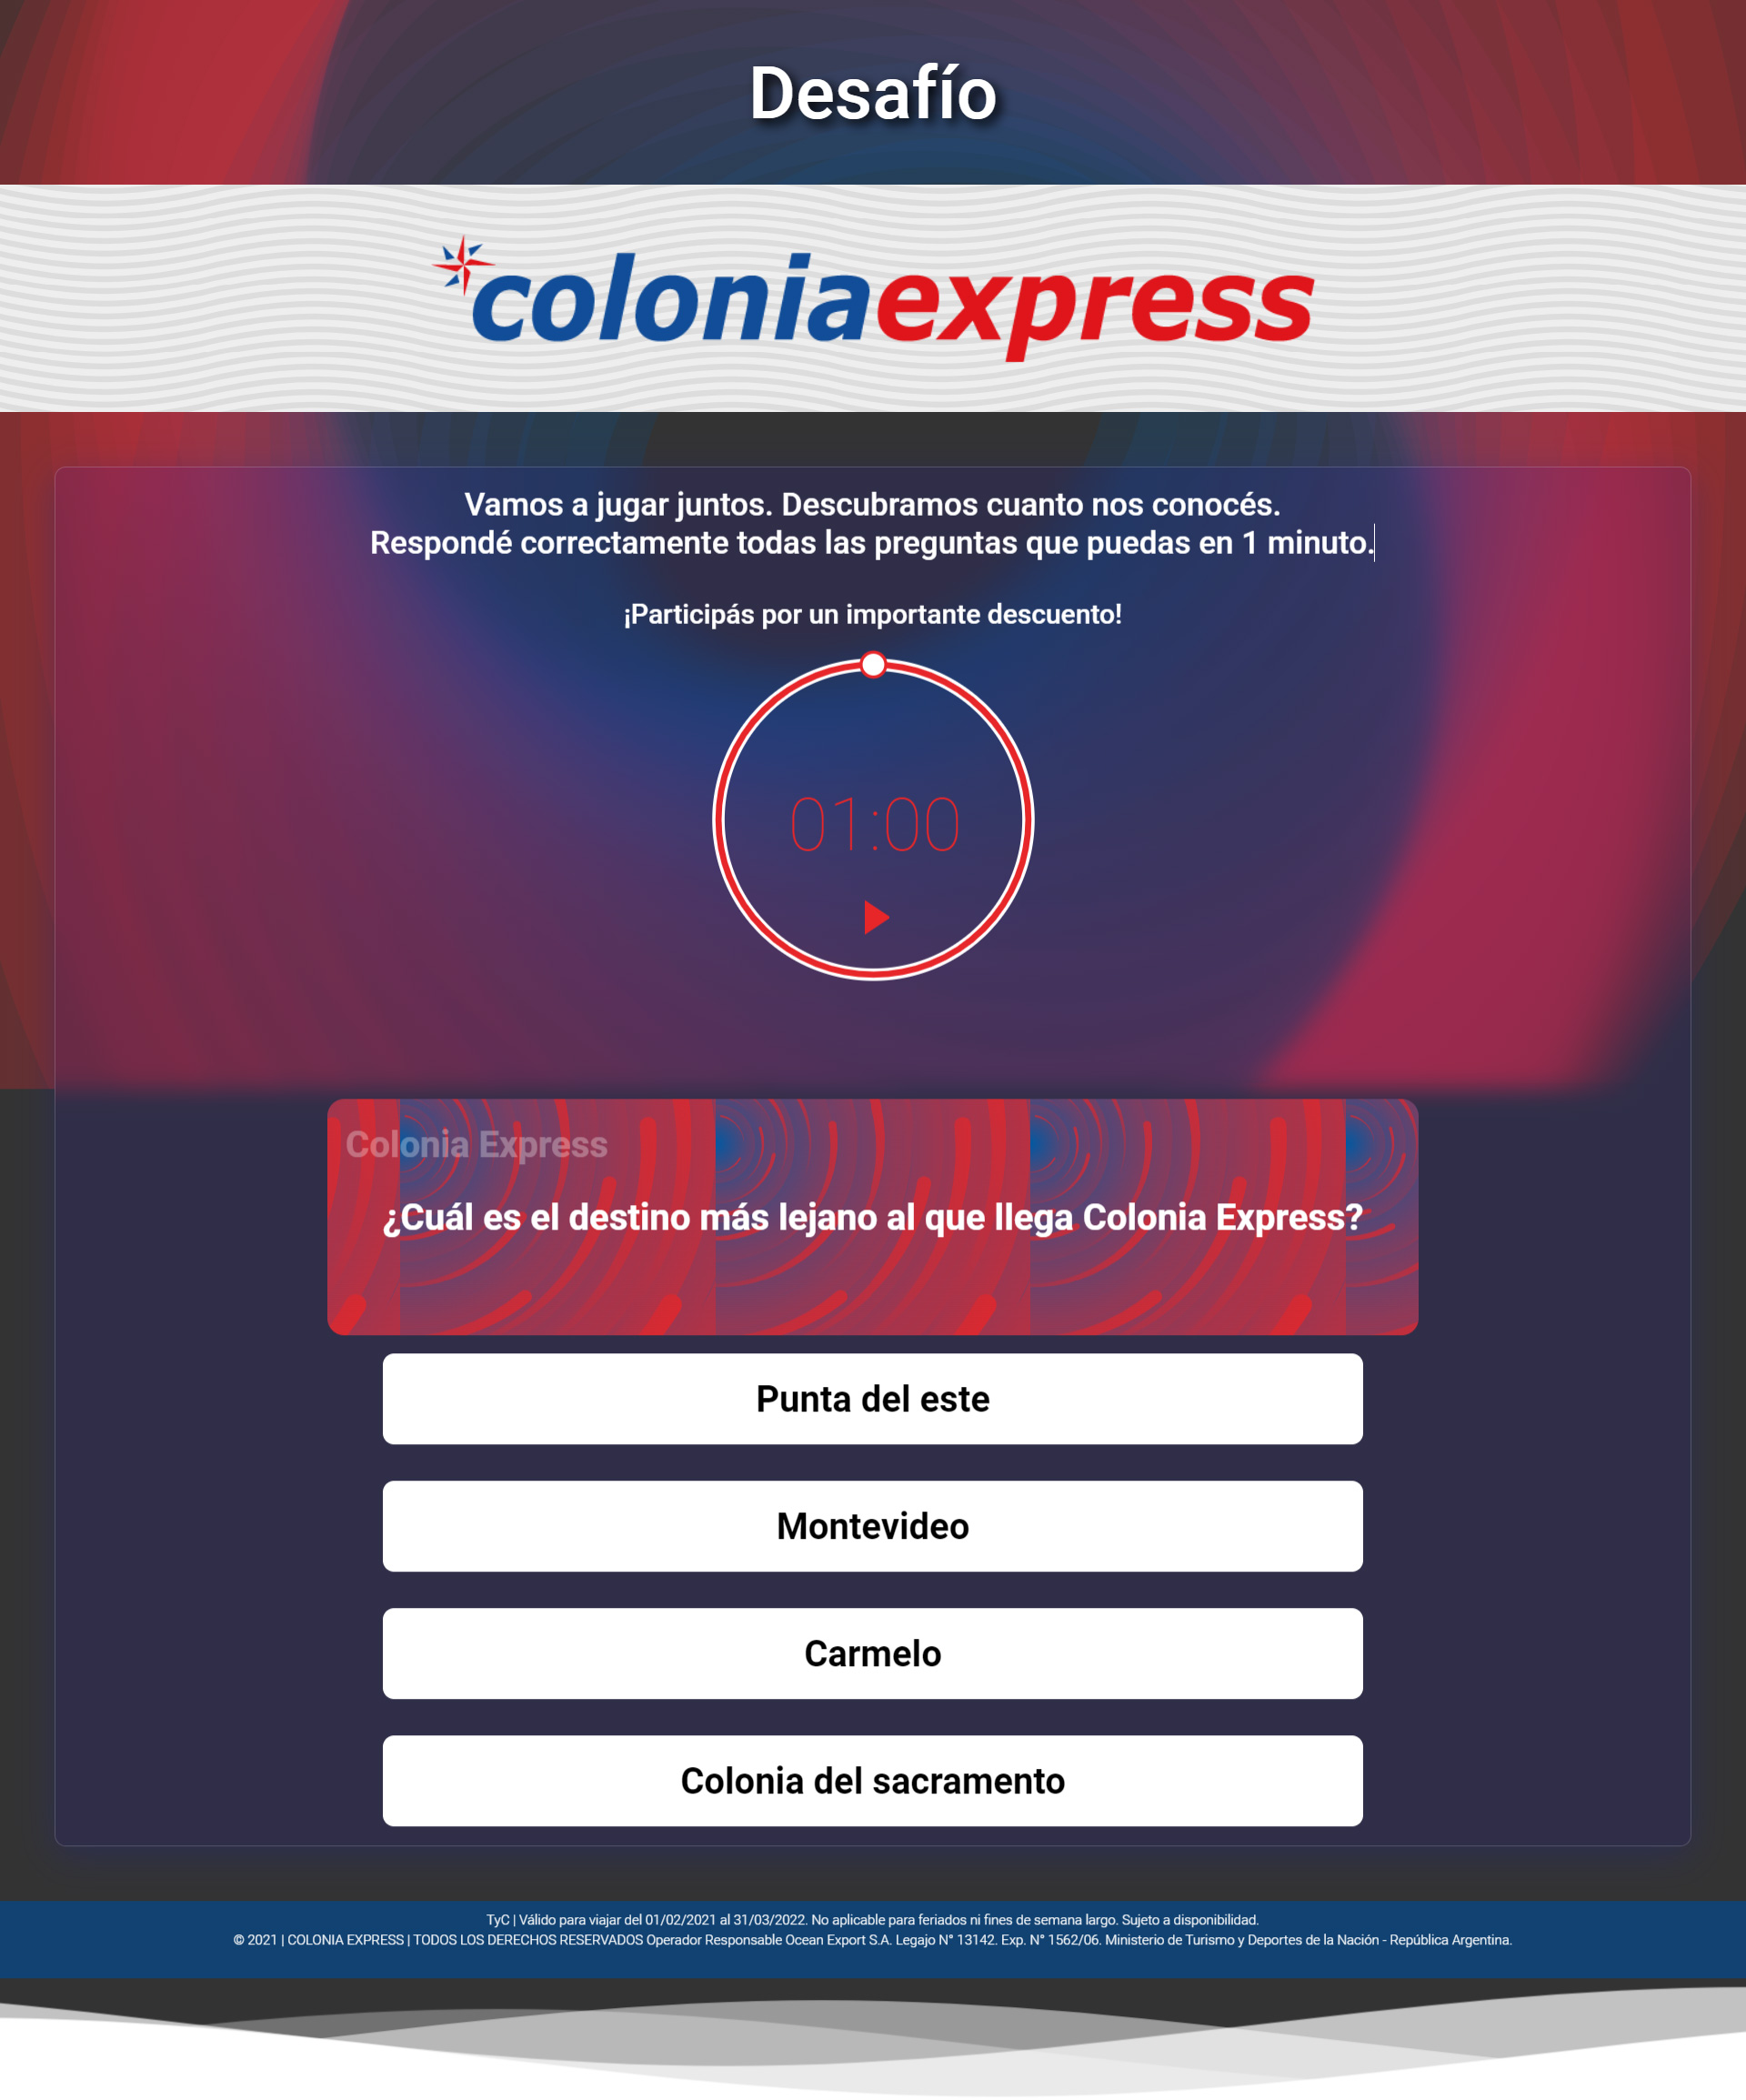 Desafío
coloniaexpress
Vamos a jugar juntos. Descubramos cuanto nos conocés.
Respondé correctamente todas las preguntas que puedas en 1 minuto.
¡Participás por un importante descuento!
01:00
Colonia Express
¿Cuál es el destino más lejano al que llega Colonia Express?
Punta del este
Montevideo
Carmelo
Colonia del sacramento
TyC | Válido para viajar del 01/02/2021 al 31/03/2022. No aplicable para feriados ni fines de semana largo. Sujeto a disponibilidad.
© 2021 | COLONIA EXPRESS | TODOS LOS DERECHOS RESERVADOS Operador Responsable Ocean Export S.A. Legajo N° 13142. Exp. N° 1562/06. Ministerio de Turismo y Deportes de la Nación - República Argentina.